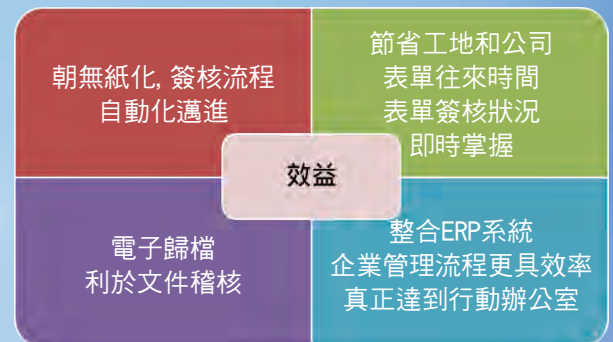 朝無紙化, 簽核流程
自動化邁進
節省工地和公司
表單往來時間
表單簽核狀況
即時掌握
效益
電子歸檔
利於文件稽核
整合ERP系統
企業管理流程更具效率
真正達到行動辦公室